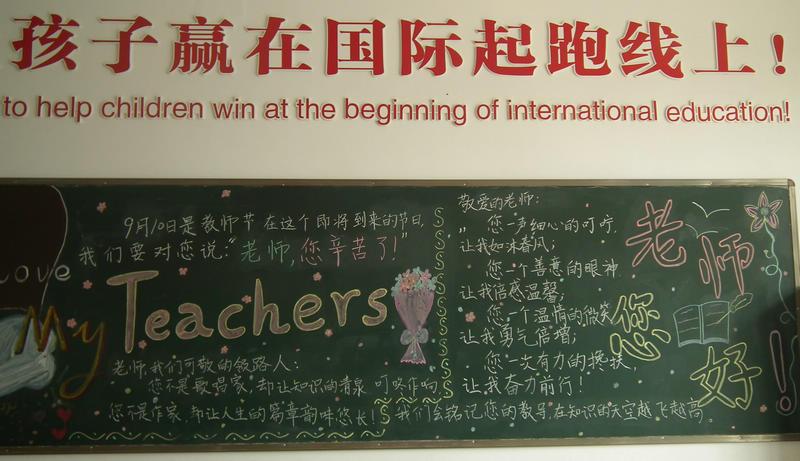 孩子赢在国际起跑线上！
to help children win at the beginning of international education!
Love
My
Teachers
9月10日是教师节 在这个即将到来的节日,
我们要对您说:“老师,您辛苦了!”
老师,我们可敬的领路人:
您不是歌唱家,却让知识的清泉 叮咚作响,
您不是作家,却让人生的篇章韵味悠长!
敬爱的老师:
您一声细心的叮咛,
让我如沐春风;
您一个善意的眼神
让我倍感温馨;
您一个温情的微笑
让我勇气倍增;
您一次有力的搀扶,
让我奋力前行!
我们会铭记您的教导,在知识的天空越飞越高。
老师
您
好!